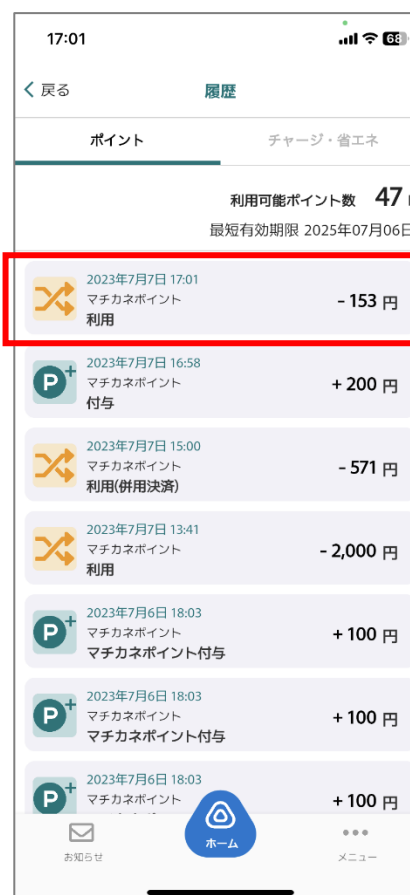 17:01
68
戻る
履歴
ポイント
チャージ・省エネ
利用可能ポイント数 47
最短有効期限 2025年07月06日
2023年7月7日 17:01
マチカネポイント
利用
- 153 円
2023年7月7日 16:58
マチカネポイント
付与
+ 200 円
2023年7月7日 15:00
マチカネポイント
利用(併用決済)
- 571 円
2023年7月7日 13:41
マチカネポイント
利用
- 2,000 円
2023年7月6日 18:03
マチカネポイント
マチカネポイント付与
+ 100 円
2023年7月6日 18:03
マチカネポイント
マチカネポイント付与
+ 100 円
2023年7月6日 18:03
マチカネポイント
+ 100 円
お知らせ
ホーム
メニュー